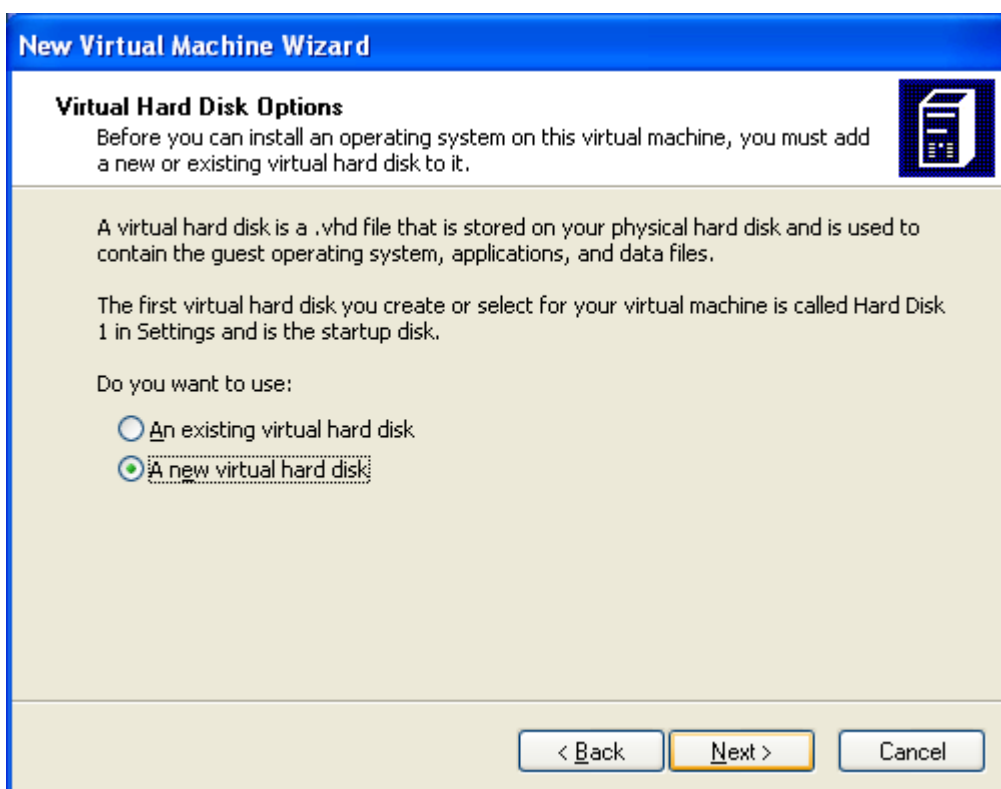 New Virtual Machine Wizard
Virtual Hard Disk Options
Before you can install an operating system on this virtual machine, you must add
a new or existing virtual hard disk to it.
A virtual hard disk is a .vhd file that is stored on your physical hard disk and is used to
contain the guest operating system, applications, and data files.
The first virtual hard disk you create or select for your virtual machine is called Hard Disk
1 in Settings and is the startup disk.
Do you want to use:
An existing virtual hard disk
A new virtual hard disk
< Back Next > Cancel